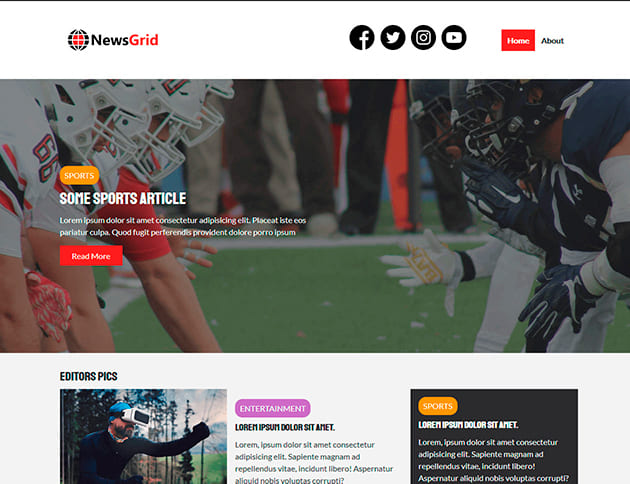 NewsGrid
Home About
SPORTS
SOME SPORTS ARTICLE
Lorem ipsum dolor sit amet consectetur adipisicing elit. Placeat iste eos
pariatur culpa. Quod fugit perferendis provident dolore porro ipsum
Read More
EDITORS PICS
ENTERTAINMENT
LOREM IPSUM DOLOR SIT AMET.
Lorem, ipsum dolor sit amet consectetur
adipisicing elit. Sapiente magnam ad
repellendus vitae, incidunt libero! Aspernatur
aliquid nobis corporis tempora corrupti?
SPORTS
LOREM IPSUM DOLOR SIT AMET.
Lorem, ipsum dolor sit amet consectetur
adipisicing elit. Sapiente magnam ad
repellendus vitae, incidunt libero! Aspernatur
aliquid nobis corporis tempora corrupti?